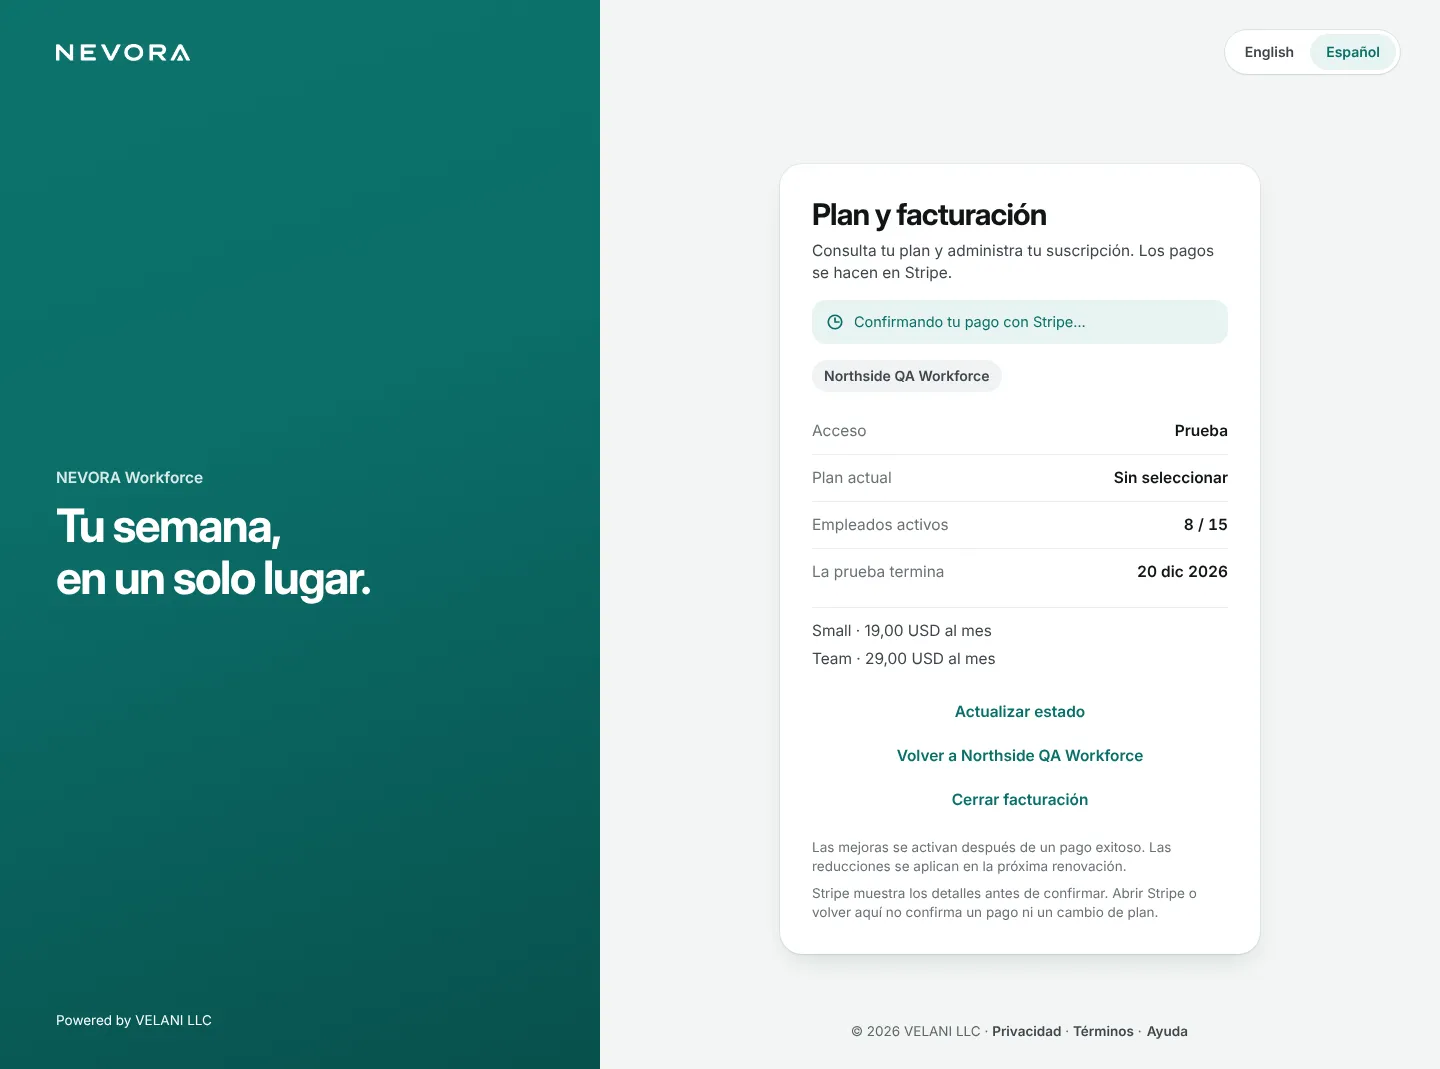 NEVORA
English
Español
NEVORA Workforce
Tu semana,
en un solo lugar.
Powered by VELANI LLC
Plan y facturación
Consulta tu plan y administra tu suscripción. Los pagos
se hacen en Stripe.
Confirmando tu pago con Stripe...
Northside QA Workforce
Acceso Prueba
Plan actual Sin seleccionar
Empleados activos 8 / 15
La prueba termina 20 dic 2026
Small · 19,00 USD al mes
Team · 29,00 USD al mes
Actualizar estado
Volver a Northside QA Workforce
Cerrar facturación
Las mejoras se activan después de un pago exitoso. Las
reducciones se aplican en la próxima renovación.
Stripe muestra los detalles antes de confirmar. Abrir Stripe o
volver aquí no confirma un pago ni un cambio de plan.
© 2026 VELANI LLC · Privacidad · Términos · Ayuda